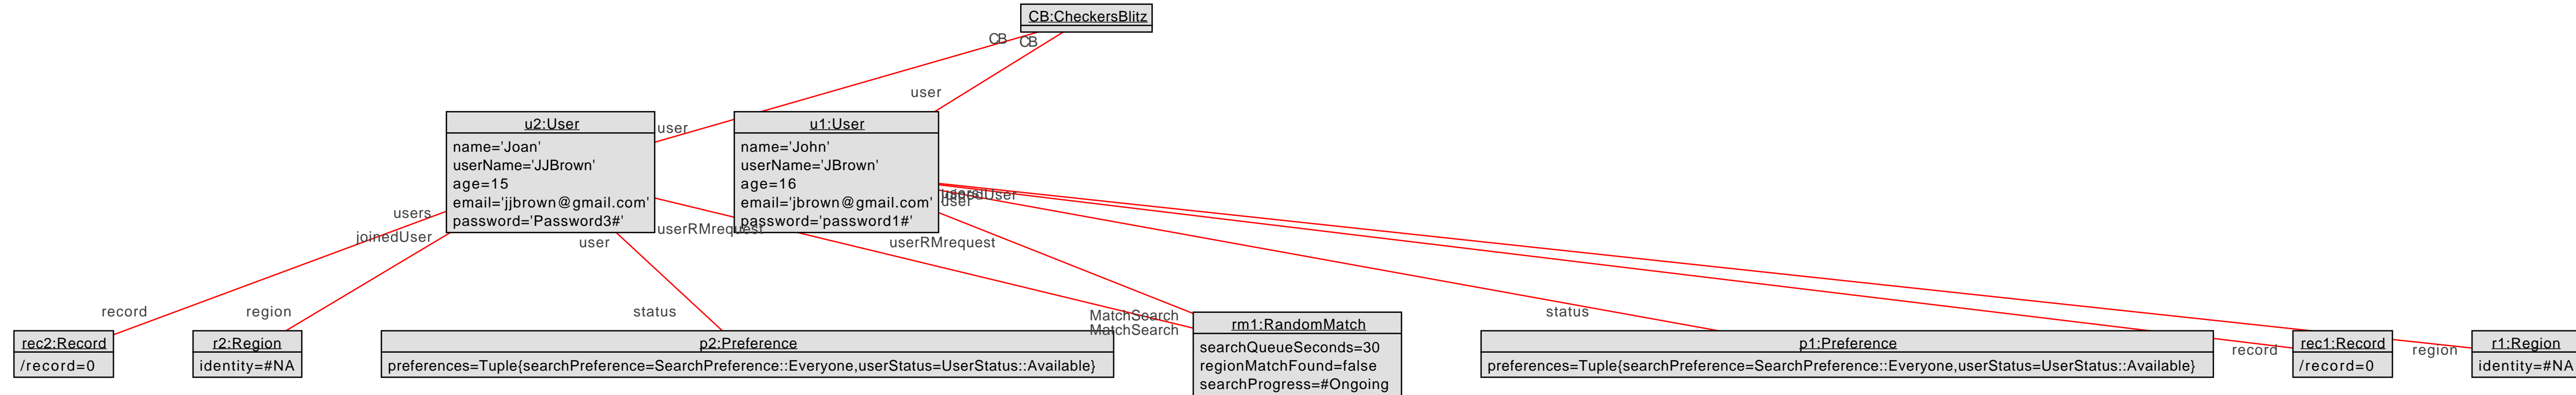 CB:CheckersBlitz
CB
CB
user
user
u2:User
name='Joan'
userName='JJBrown'
age=15
email='jjbrown@gmail.com'
password='Password3#'
u1:User
name='John'
userName='JBrown'
age=16
email='jbrown@gmail.com'
password='password1#'
users
joinedUser
user
userRMrequest
users
joinedUser
user
userRMrequest
record
region
status
MatchSearch
MatchSearch
status
record
region
rec2:Record
/record=0
r2:Region
identity=#NA
p2:Preference
preferences=Tuple{searchPreference=SearchPreference::Everyone,userStatus=UserStatus::Available}
rm1:RandomMatch
searchQueueSeconds=30
regionMatchFound=false
searchProgress=#Ongoing
p1:Preference
preferences=Tuple{searchPreference=SearchPreference::Everyone,userStatus=UserStatus::Available}
rec1:Record
/record=0
r1:Region
identity=#NA